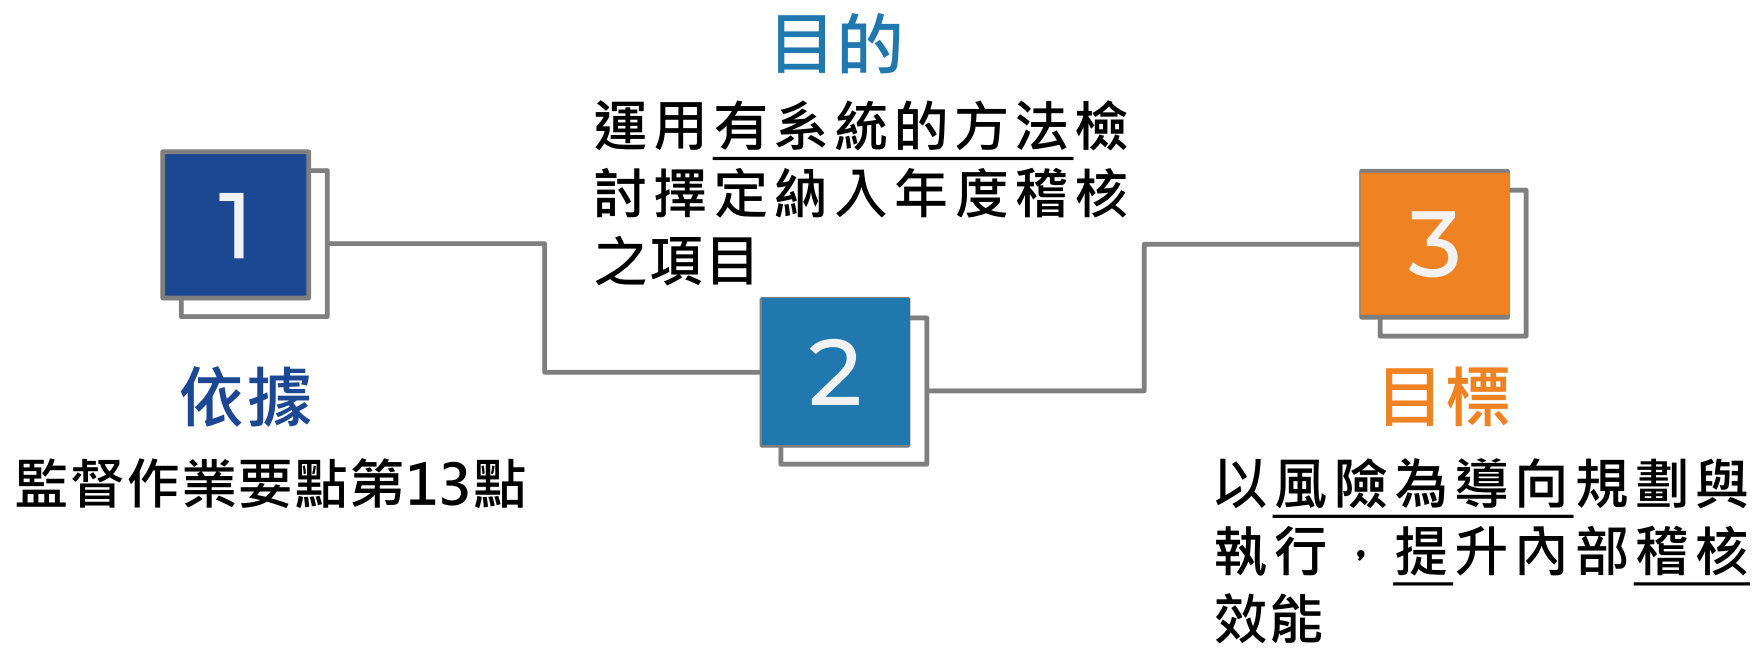 1
依據
監督作業要點第13點
目的
運用有系統的方法檢
討擇定納入年度稽核
之項目
2
3
目標
以風險為導向規劃與
執行，提升內部稽核
效能